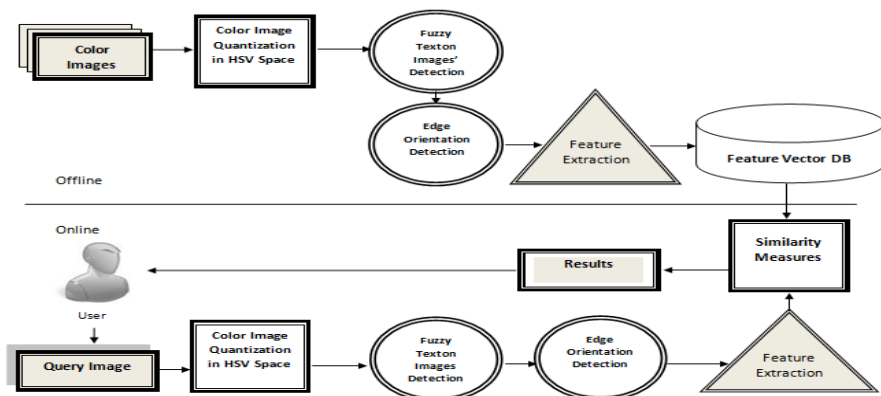 Color
Images
Color Image
Quantization
in HSV Space
Fuzzy
Texton
Images'
Detection
Edge
Orientation
Detection
Feature
Extraction
Feature Vector DB
Offline
Online
User
Similarity
Measures
Results
Query Image
Color Image
Quantization
in HSV Space
Fuzzy
Texton
Images
Detection
Edge
Orientation
Detection
Feature
Extraction